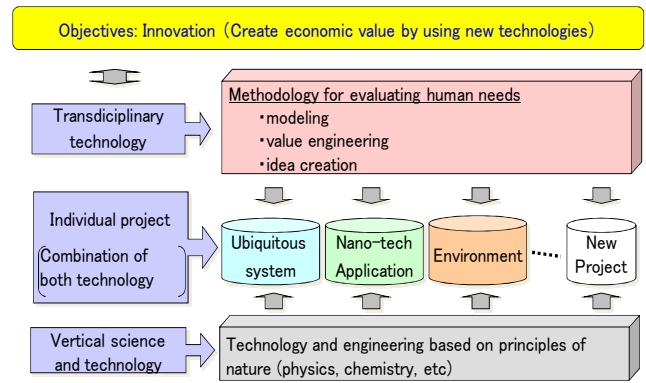 Objectives: Innovation (Create economic value by using new technologies)
Transdiciplinary
technology
Methodology for evaluating human needs
・modeling
・value engineering
・idea creation
Individual project
Combination of
both technology
Ubiquitous
system
Nano-tech
Application
Environment
New
Project
Vertical science
and technology
Technology and engineering based on principles of
nature (physics, chemistry, etc)